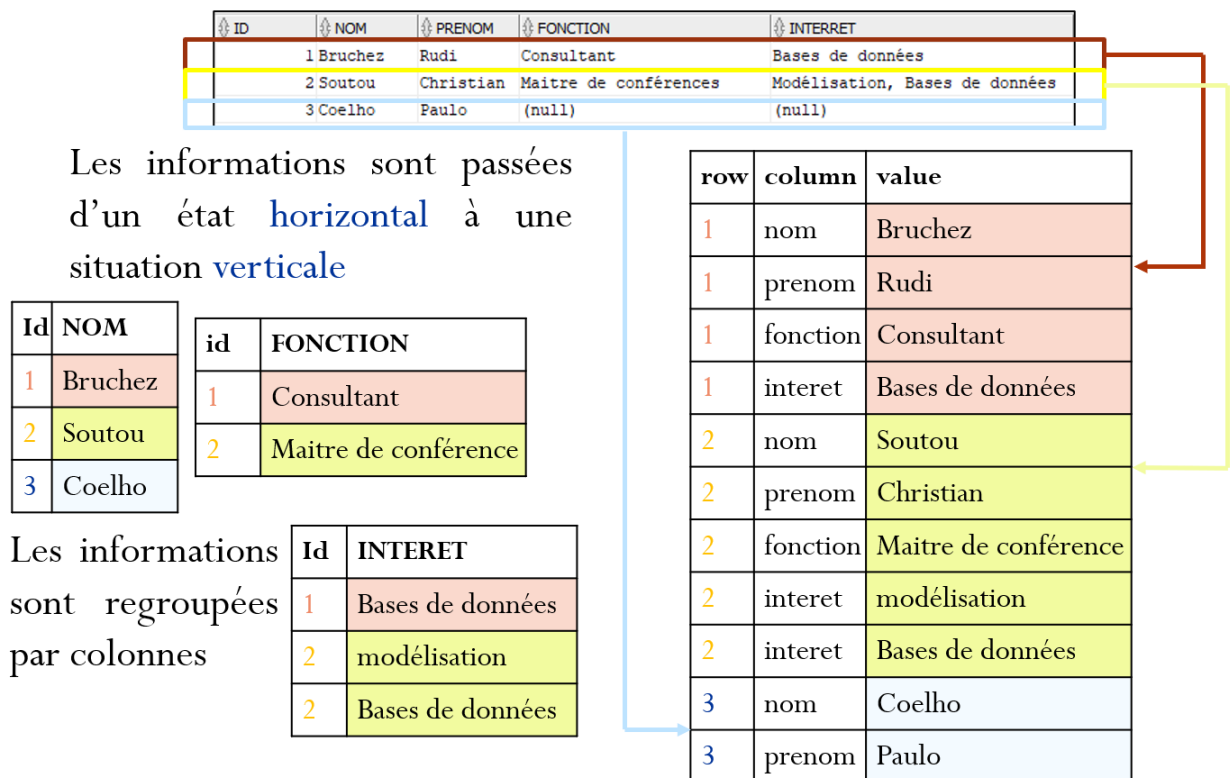 ID NOM PRENOM FONCTION INTERRET
1 Bruchez Rudi Consultant Bases de données
2 Soutou Christian Maitre de conférences Modélisation, Bases de données
3 Coelho Paulo (null) (null)
Les informations sont passées
d’un état horizontal à une
situation verticale
Id NOM
1 Bruchez
2 Soutou
3 Coelho
id FONCTION
1 Consultant
2 Maitre de conférence
Les informations
sont regroupées
par colonnes
Id INTERET
1 Bases de données
2 modélisation
2 Bases de données
row column value
1 nom Bruchez
1 prenom Rudi
1 fonction Consultant
1 interet Bases de données
2 nom Soutou
2 prenom Christian
2 fonction Maitre de conférence
2 interet modélisation
2 interet Bases de données
3 nom Coelho
3 prenom Paulo